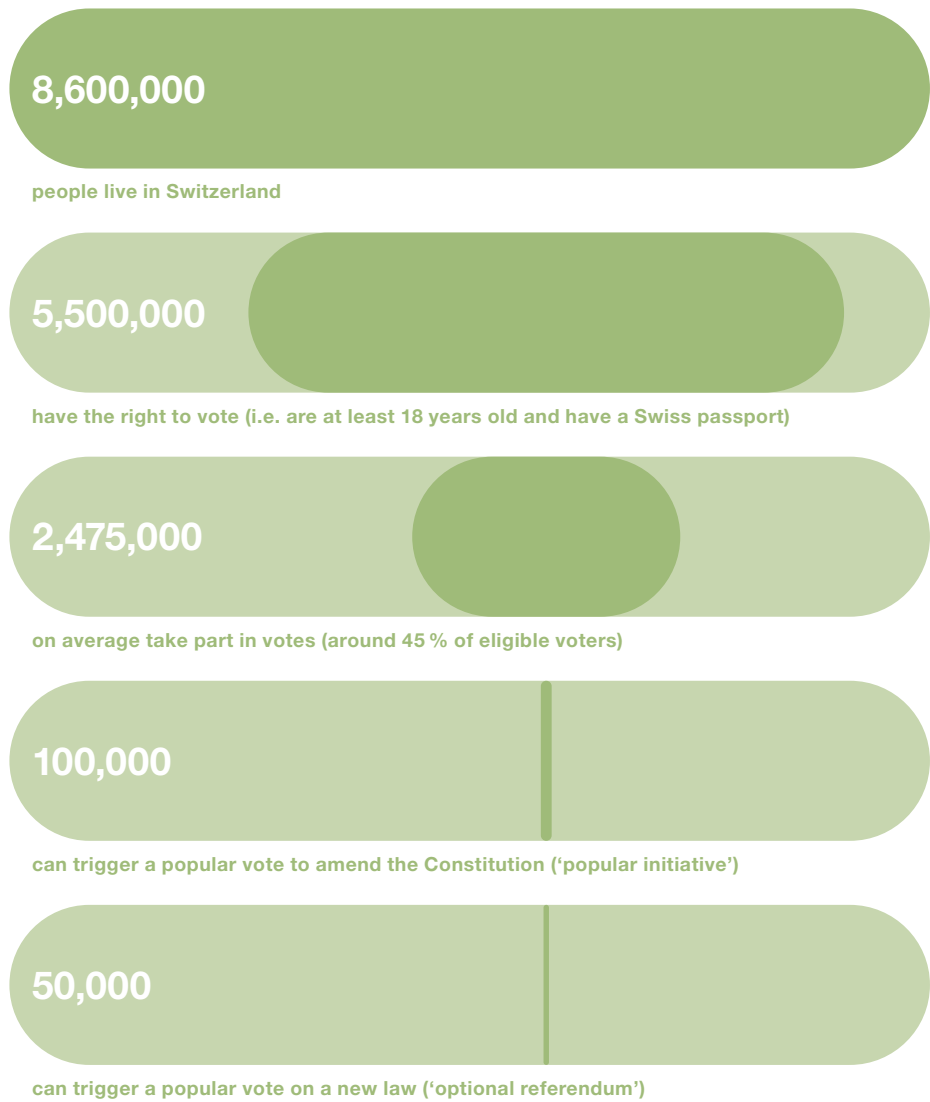 8,600,000
people live in Switzerland
5,500,000
have the right to vote (i.e. are at least 18 years old and have a Swiss passport)
2,475,000
on average take part in votes (around 45 % of eligible voters)
100,000
can trigger a popular vote to amend the Constitution (‘popular initiative’)
50,000
can trigger a popular vote on a new law (‘optional referendum’)